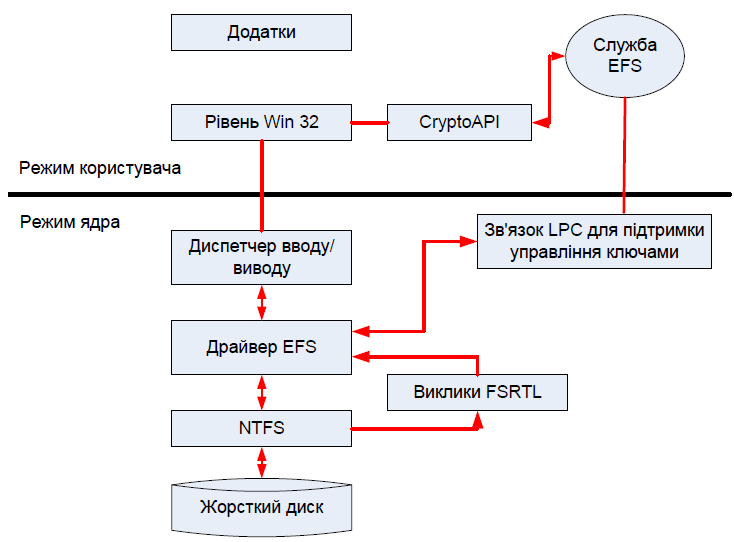 Додатки
Служба
EFS
Рівень Win 32
CryptoAPI
Режим користувача
Режим ядра
Диспетчер вводу/
виводу
Зв'язок LPC для підтримки
управління ключами
Драйвер EFS
Виклики FSRTL
NTFS
Жорсткий диск